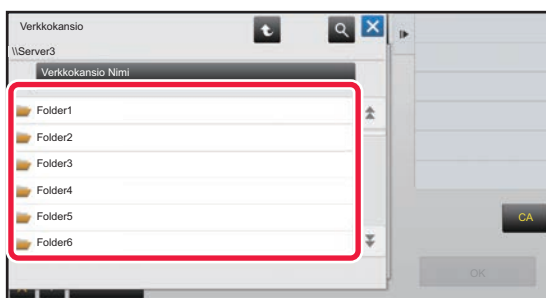 Verkkokansio
\\Server3
Verkkokansio Nimi
Folder1
Folder2
Folder3
Folder4
Folder5
Folder6
CA
OK